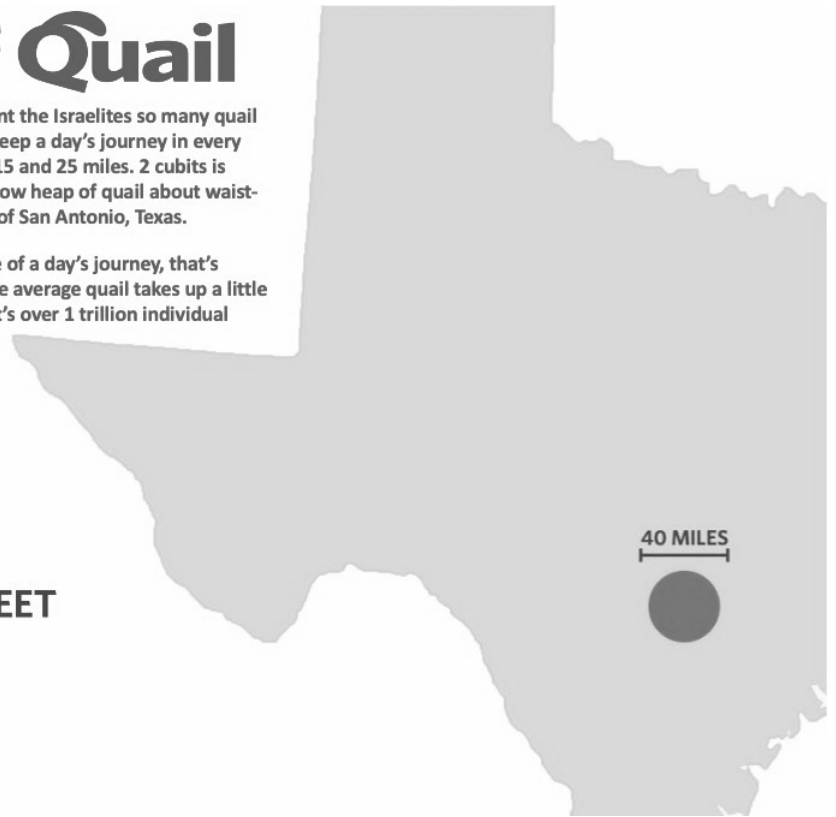 Quail
nt the Israelites so many quail
eep a day's journey in every
15 and 25 miles. 2 cubits is
ow heap of quail about waist-
of San Antonio, Texas.
e of a day's journey, that's
e average quail takes up a little
t's over 1 trillion individual
40 MILES
EET